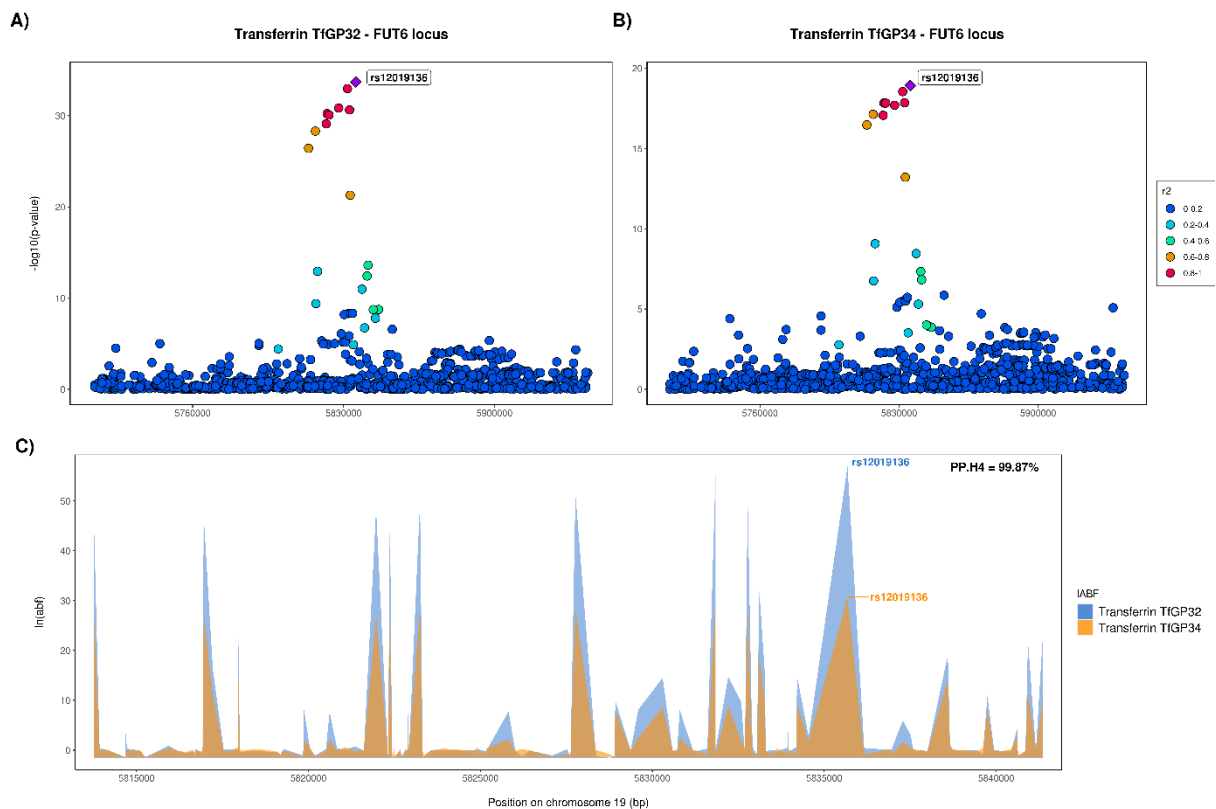 A)
Transferrin TfGP32 - FUT6 locus
rs12019136
-log10(p-value)
30
20
10
0
5760000
5830000
5900000
B)
Transferrin TfGP34 - FUT6 locus
rs12019136
20
15
10
5
0
5760000
5830000
5900000
r2
0-0.2
0.2-0.4
0.4-0.6
0.6-0.8
0.8-1
C)
rs12019136
PP.H4 = 99.87%
rs12019136
ln(abf)
50
40
30
20
10
0
5815000
5820000
5825000
5830000
5835000
5840000
Position on chromosome 19 (bp)
lABF
Transferrin TfGP32
Transferrin TfGP34